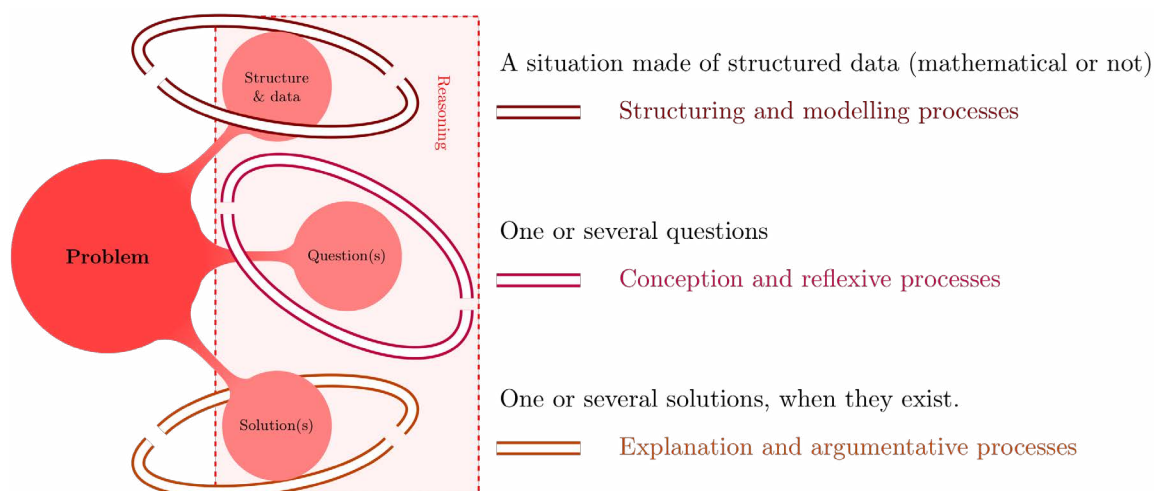 Structure
& data
Reasoning
Problem
Question(s)
Solution(s)
A situation made of structured data (mathematical or not)
Structuring and modelling processes
One or several questions
Conception and reflexive processes
One or several solutions, when they exist.
Explanation and argumentative processes